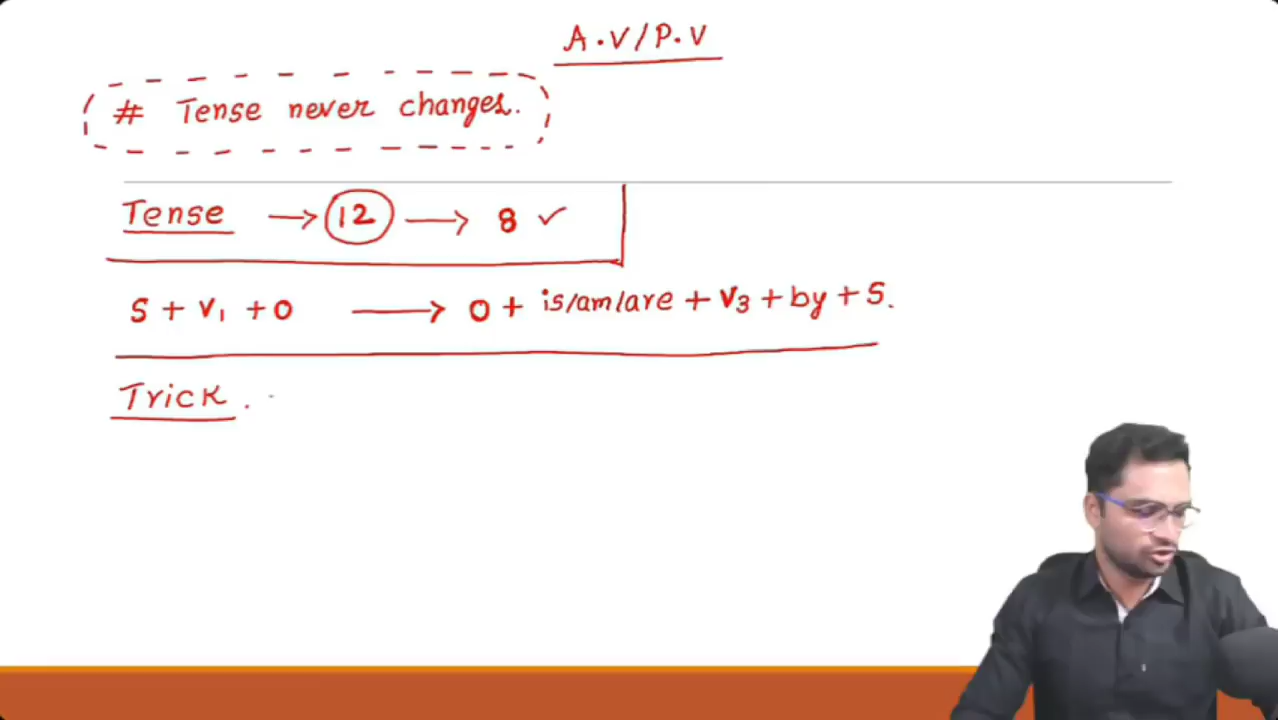 A.V/P.V
# Tense never changes.
Tense → 12 → 8 ✓
S + V₁ + O → O + is/am/are + V₃ + by + S.
Trick.